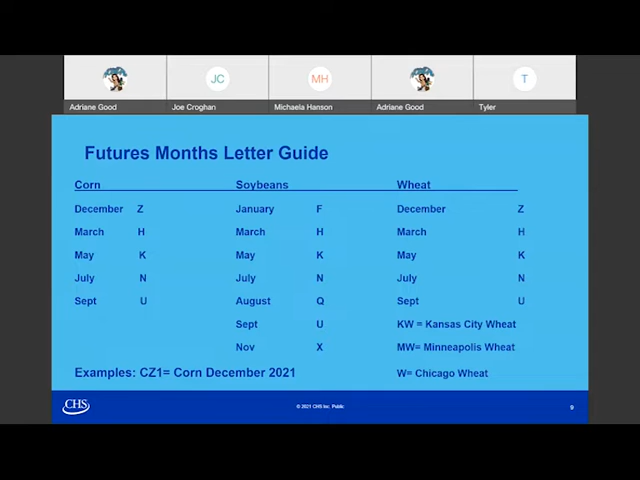 JC
MH
T
Adriane Good
Joe Croghan
Michaela Hanson
Adriane Good
Tyler
Futures Months Letter Guide
Corn Soybeans Wheat
December Z January F December Z
March H March H March H
May K May K May K
July N July N July N
Sept U August Q Sept U
Sept U KW = Kansas City Wheat
Nov X MW= Minneapolis Wheat
Examples: CZ1= Corn December 2021 W= Chicago Wheat
CHS
© 2021 CHS Inc. Public
9